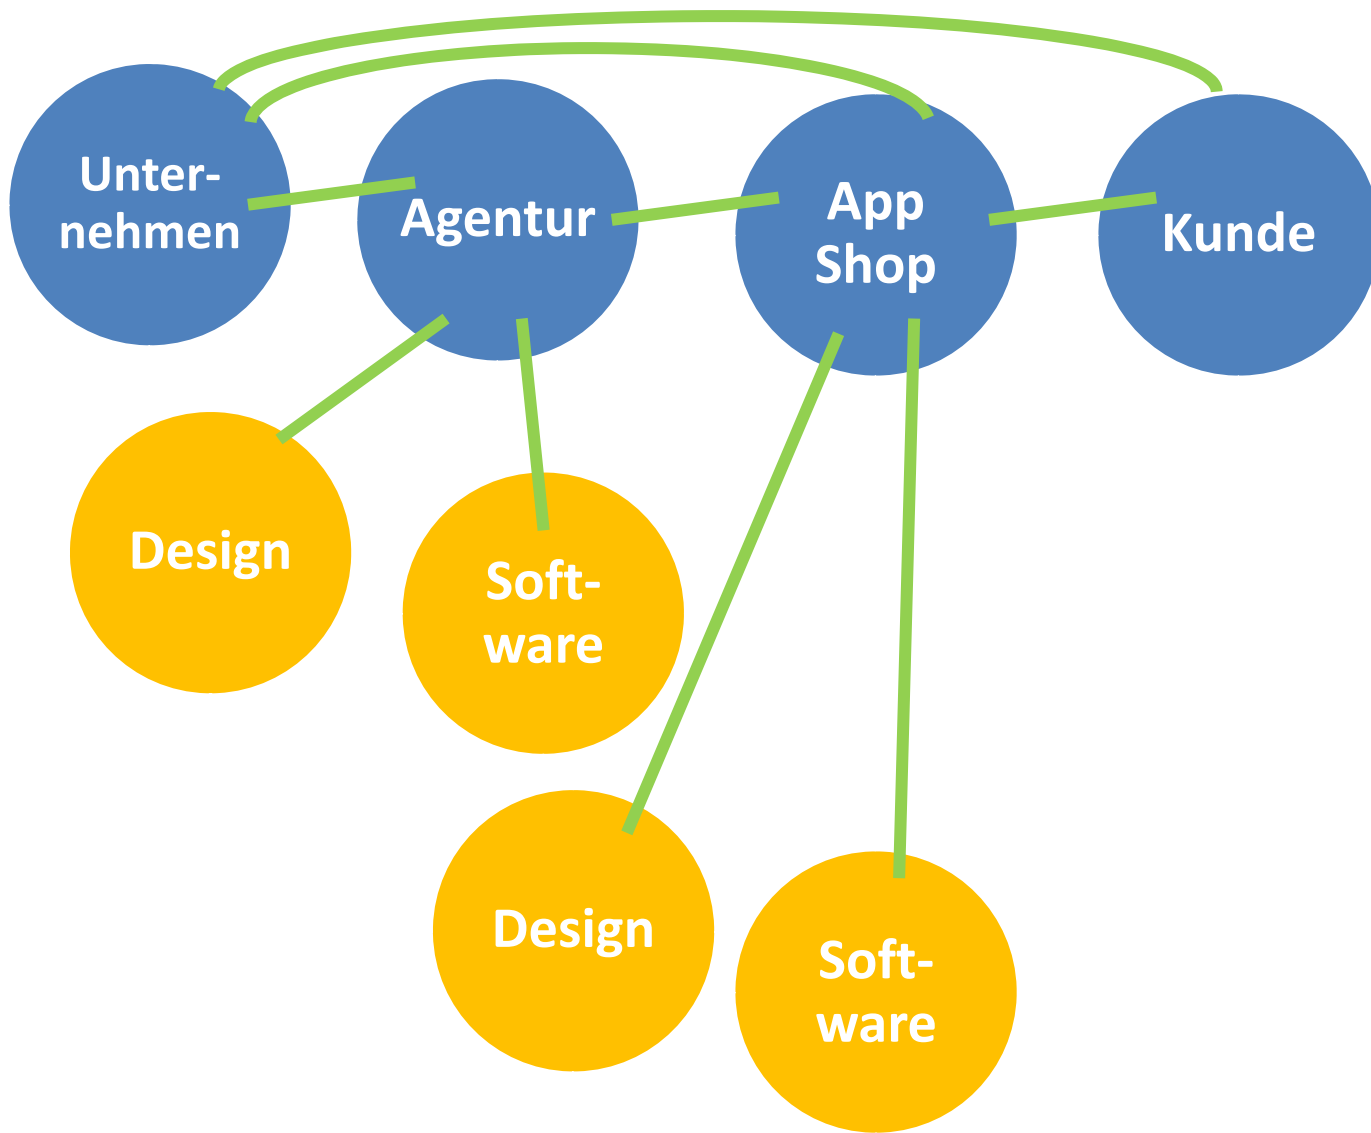 Unter-
nehmen
Agentur
App
Shop
Kunde
Design
Soft-
ware
Design
Soft-
ware